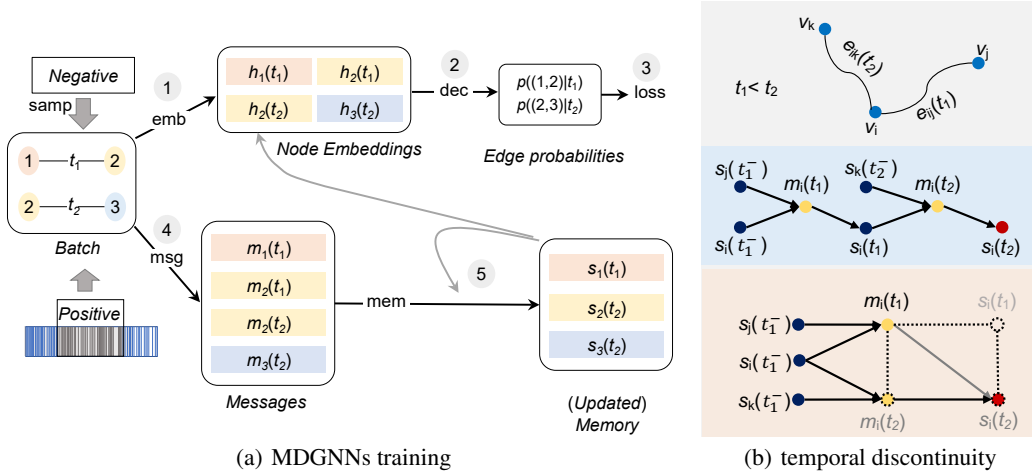 Negative
samp
1
emb
1 t₁ 2
2 t₂ 3
Batch
4
msg
Positive
h₁(t₁) h₂(t₁)
h₂(t₂) h₃(t₂)
Node Embeddings
2
dec
p((1,2)|t₁)
p((2,3)|t₂)
Edge probabilities
3
loss
m₁(t₁)
m₂(t₁)
m₂(t₂)
m₃(t₂)
Messages
mem
5
s₁(t₁)
s₂(t₂)
s₃(t₂)
(Updated)
Memory
(a) MDGNNs training
vₖ
vⱼ
eᵢₖ(t₂)
t₁< t₂
eᵢⱼ(t₁)
vᵢ
sⱼ(t₁⁻) mᵢ(t₁) sₖ(t₂⁻) mᵢ(t₂)
sᵢ(t₁⁻) sᵢ(t₁) sᵢ(t₂)
mᵢ(t₁) sᵢ(t₁)
sⱼ(t₁⁻)
sᵢ(t₁⁻)
sₖ(t₁⁻)
mᵢ(t₂) sᵢ(t₂)
(b) temporal discontinuity